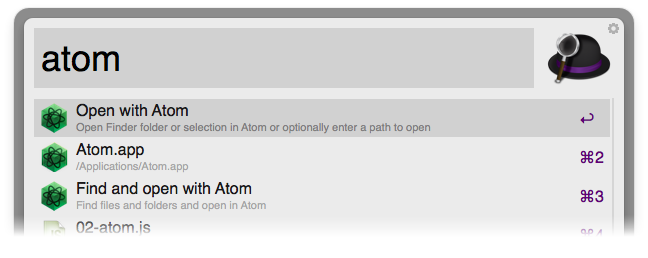 atom
Open with Atom
Open Finder folder or selection in Atom or optionally enter a path to open
↩
Atom.app
/Applications/Atom.app
⌘2
Find and open with Atom
Find files and folders and open in Atom
⌘3
02-atom.js
⌘4